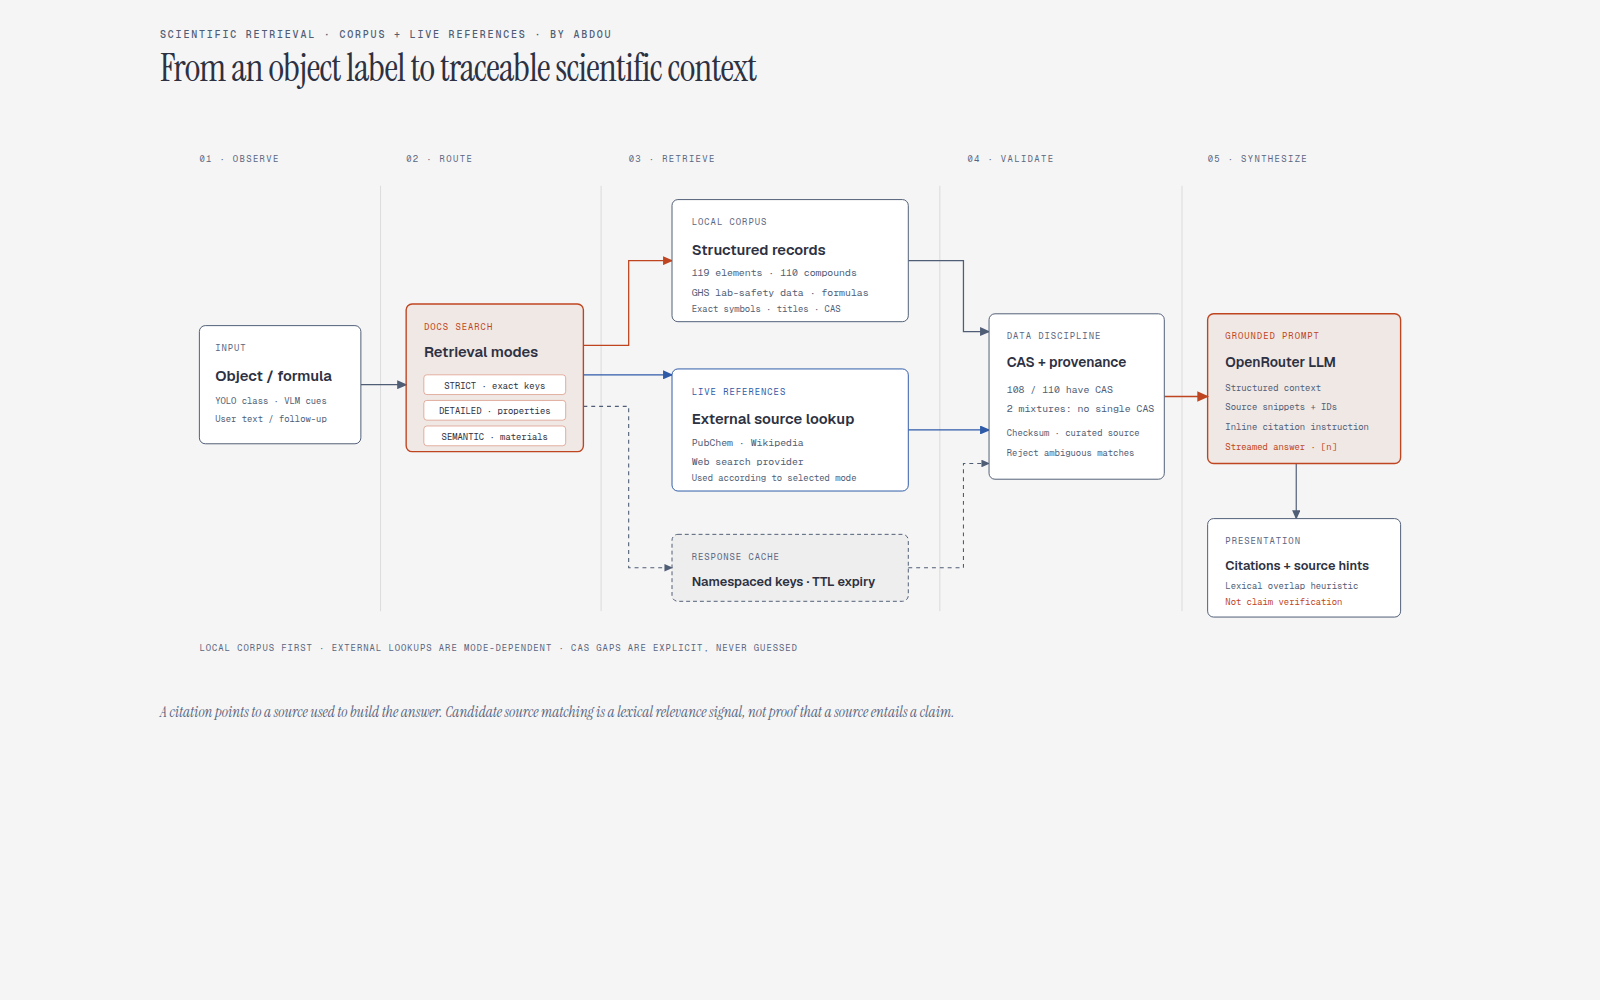 SCIENTIFIC RETRIEVAL · CORPUS + LIVE REFERENCES · BY ABDOU
From an object label to traceable scientific context
01 · OBSERVE
02 · ROUTE
03 · RETRIEVE
04 · VALIDATE
05 · SYNTHESIZE
INPUT
Object / formula
YOLO class · VLM cues
User text / follow-up
DOCS SEARCH
Retrieval modes
STRICT · exact keys
DETAILED · properties
SEMANTIC · materials
LOCAL CORPUS
Structured records
119 elements · 110 compounds
GHS lab-safety data · formulas
Exact symbols · titles · CAS
LIVE REFERENCES
External source lookup
PubChem · Wikipedia
Web search provider
Used according to selected mode
RESPONSE CACHE
Namespaced keys · TTL expiry
DATA DISCIPLINE
CAS + provenance
108 / 110 have CAS
2 mixtures: no single CAS
Checksum · curated source
Reject ambiguous matches
GROUNDED PROMPT
OpenRouter LLM
Structured context
Source snippets + IDs
Inline citation instruction
Streamed answer · [n]
PRESENTATION
Citations + source hints
Lexical overlap heuristic
Not claim verification
LOCAL CORPUS FIRST · EXTERNAL LOOKUPS ARE MODE-DEPENDENT · CAS GAPS ARE EXPLICIT, NEVER GUESSED
A citation points to a source used to build the answer. Candidate source matching is a lexical relevance signal, not proof that a source entails a claim.